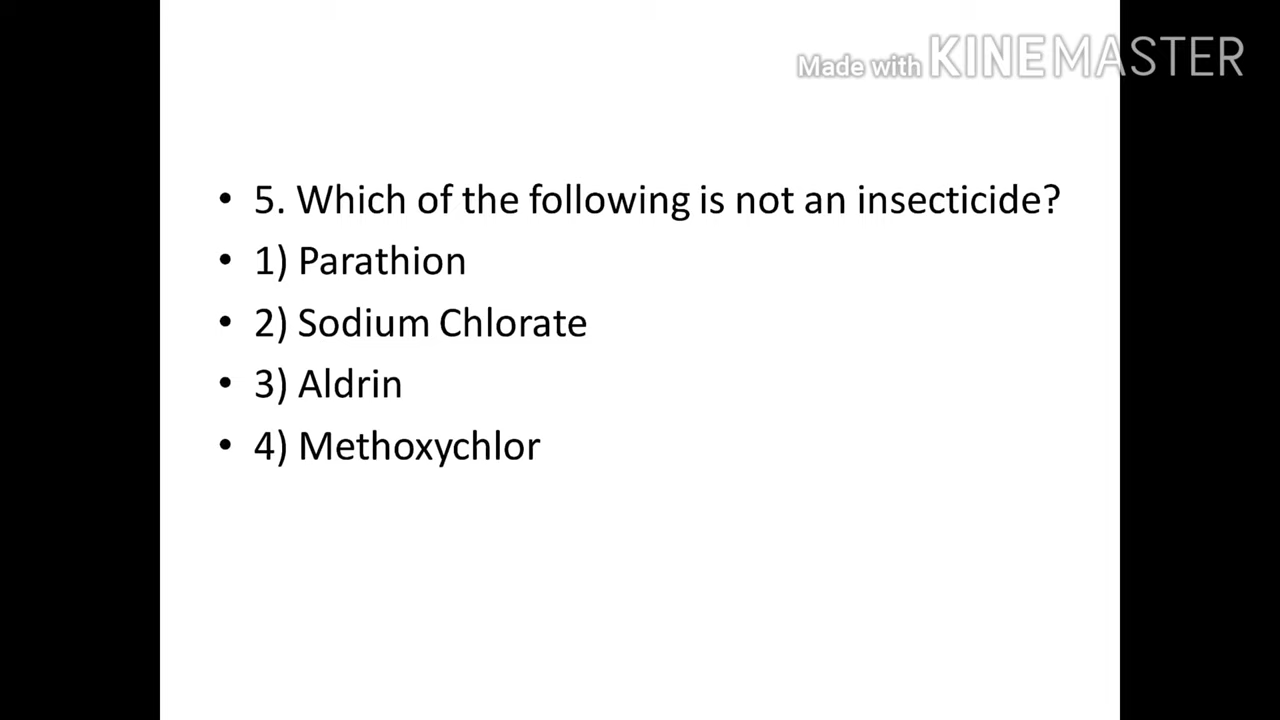 Made with KINEMASTER
• 5. Which of the following is not an insecticide?
• 1) Parathion
• 2) Sodium Chlorate
• 3) Aldrin
• 4) Methoxychlor